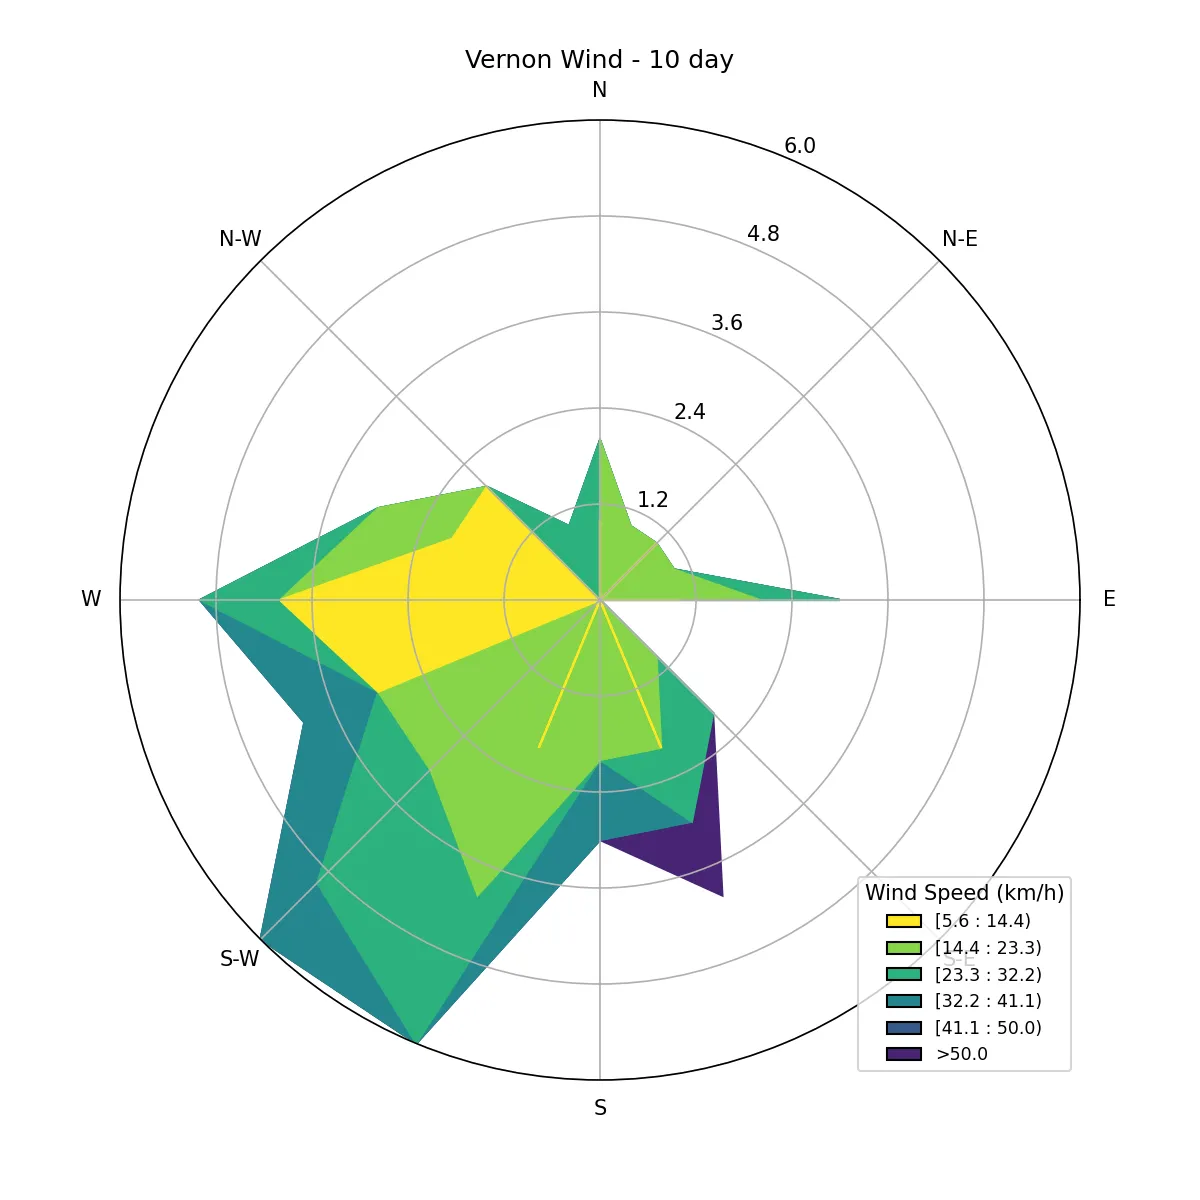 Vernon Wind - 10 day
N
6.0
N-W
4.8
N-E
3.6
2.4
1.2
W
E
S-W
S-E
S
Wind Speed (km/h)
[5.6 : 14.4)
[14.4 : 23.3)
[23.3 : 32.2)
[32.2 : 41.1)
[41.1 : 50.0)
>50.0